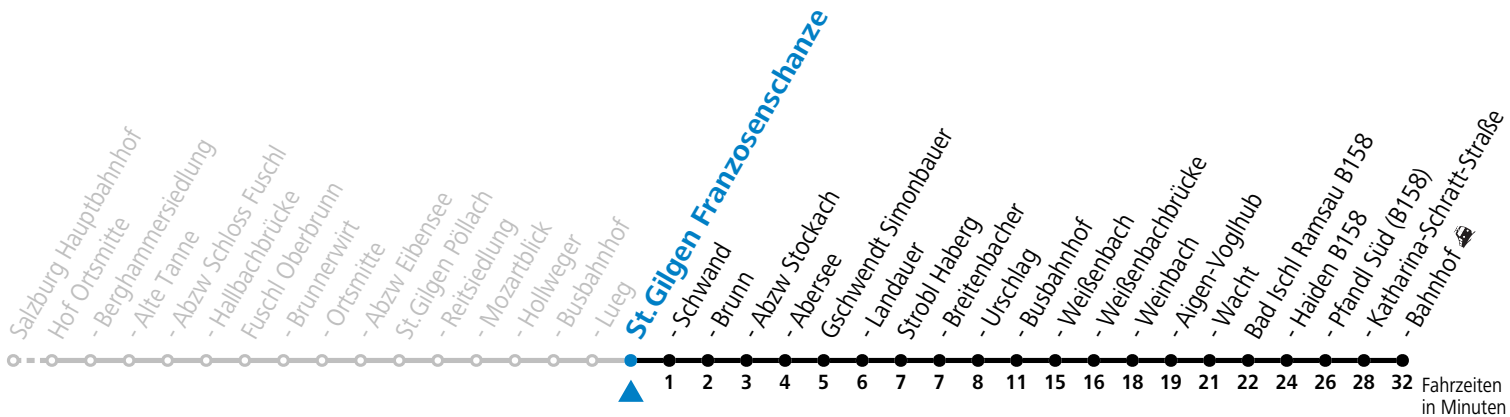 Salzburg Hauptbahnhof
Hof Ortsmitte
- Berghammersiedlung
- Alte Tanne
- Abzw Schloss Fuschl
- Hallbachbrücke
Fuschl Oberbrunn
- Brunnerwirt
- Ortsmitte
- Abzw Eibensee
St.Gilgen Pöllach
- Reitsiedlung
- Mozartblick
- Hollweger
- Busbahnhof
- Lueg
St.Gilgen Franzosenschanze
- Schwand
- Brunn
- Abzw Stockach
- Abersee
Gschwendt Simonbauer
- Landauer
Strobl Haberg
- Breitenbacher
- Urschlag
- Busbahnhof
- Weißenbach
- Weißenbachbrücke
- Weinbach
- Aigen-Voglhub
- Wacht
Bad Ischl Ramsau B158
- Haiden B158
- Pfandl Süd (B158)
- Katharina-Schratt-Straße
- Bahnhof
1 2 3 4 5 6 7 7 8 11 15 16 18 19 21 22 24 26 28 32 Fahrzeiten
in Minuten